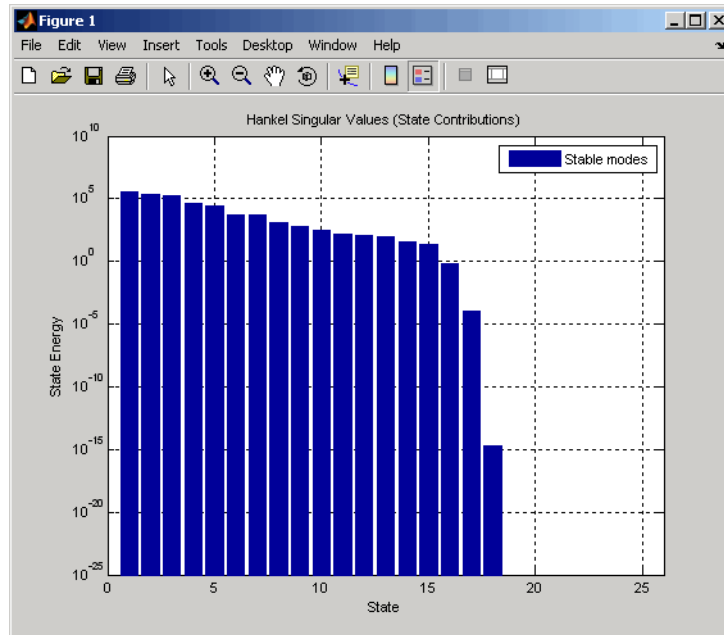 Figure 1
File Edit View Insert Tools Desktop Window Help
Hankel Singular Values (State Contributions)
Stable modes
10^10
10^5
10^0
10^-5
10^-10
10^-15
10^-20
10^-25
State Energy
0 5 10 15 20 25
State